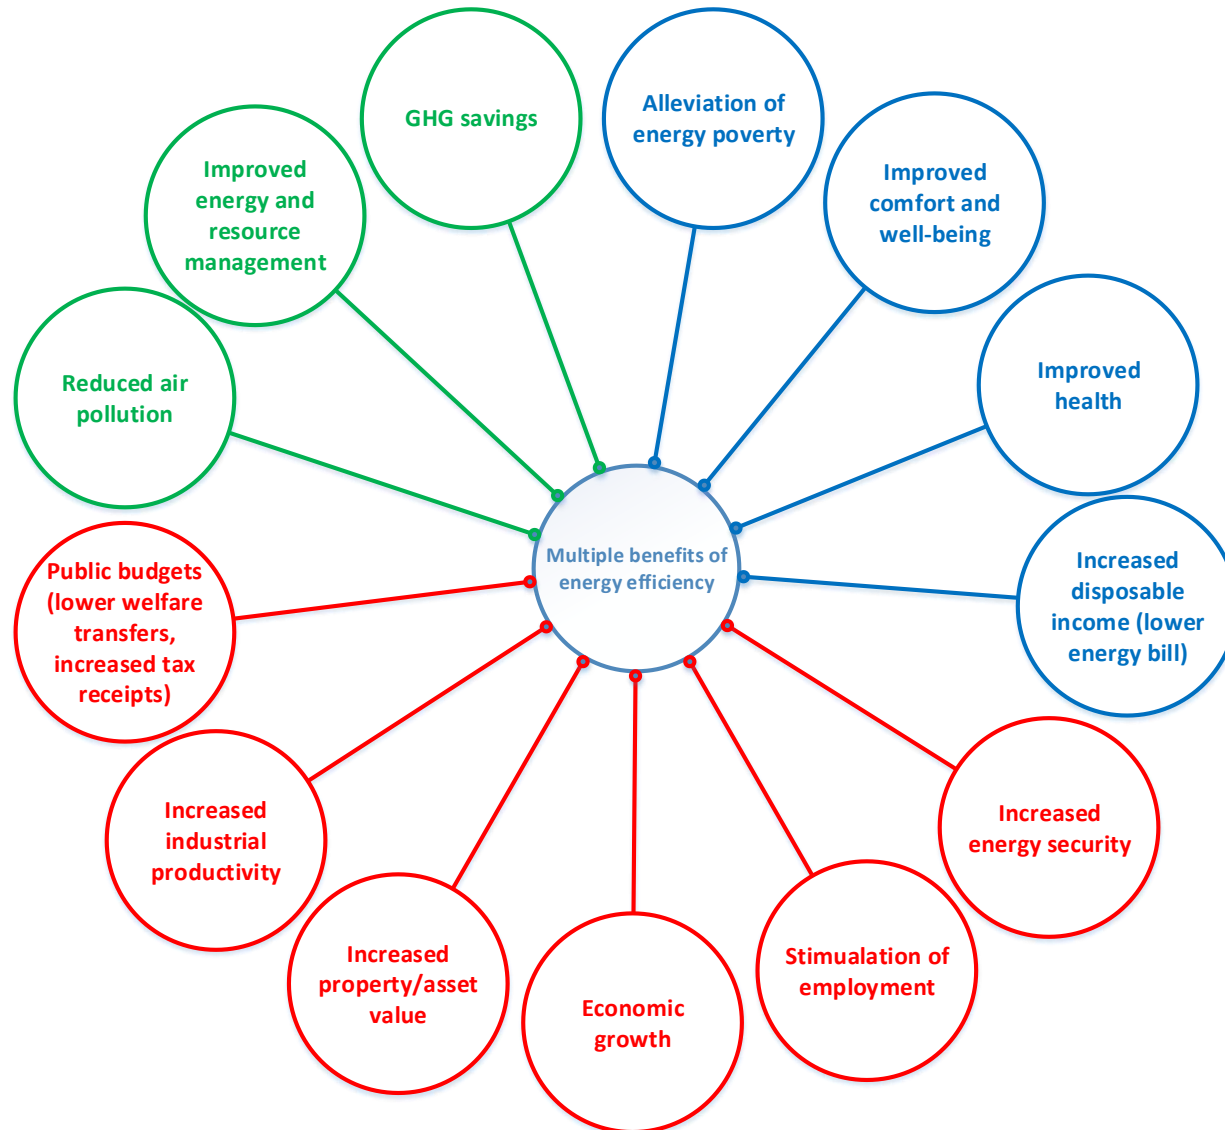 GHG savings
Alleviation of
energy poverty
Improved
energy and
resource
management
Improved
comfort and
well-being
Reduced air
pollution
Improved
health
Multiple benefits of
energy efficiency
Public budgets
(lower welfare
transfers,
increased tax
receipts)
Increased
disposable
income (lower
energy bill)
Increased
industrial
productivity
Increased
energy security
Increased
property/asset
value
Economic
growth
Stimualation of
employment